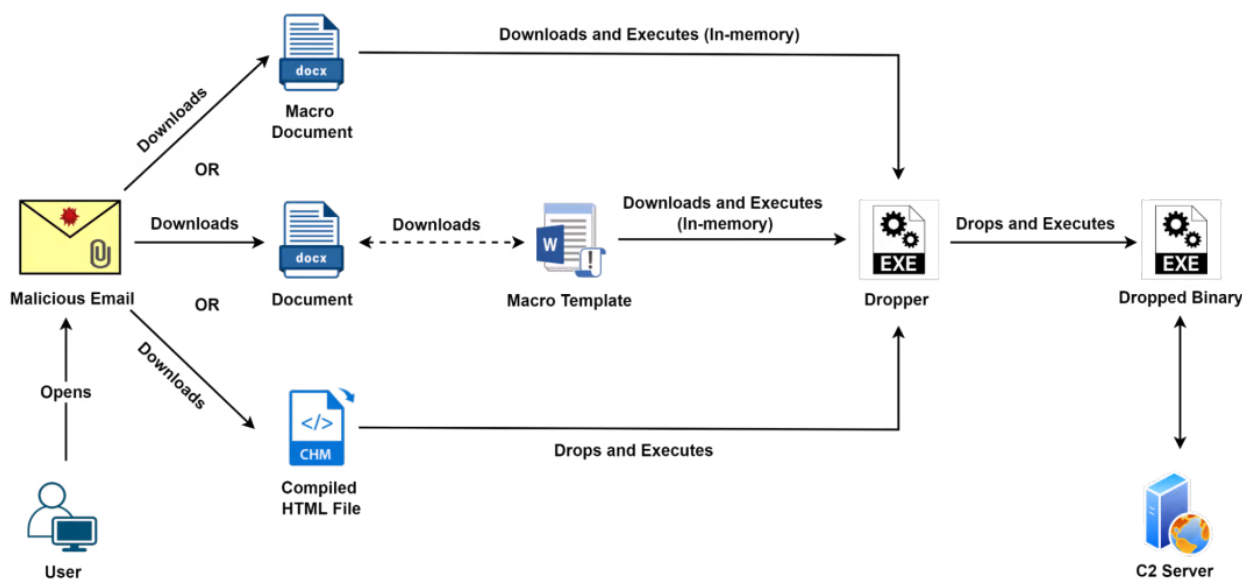 Downloads and Executes (In-memory)
docx
Macro
Document
Downloads
OR
Downloads
docx
Document
Downloads
W
!
Macro Template
Downloads and Executes
(In-memory)
EXE
Dropper
Drops and Executes
EXE
Dropped Binary
Malicious Email
OR
Downloads
Opens
</>
CHM
Compiled
HTML File
Drops and Executes
User
C2 Server